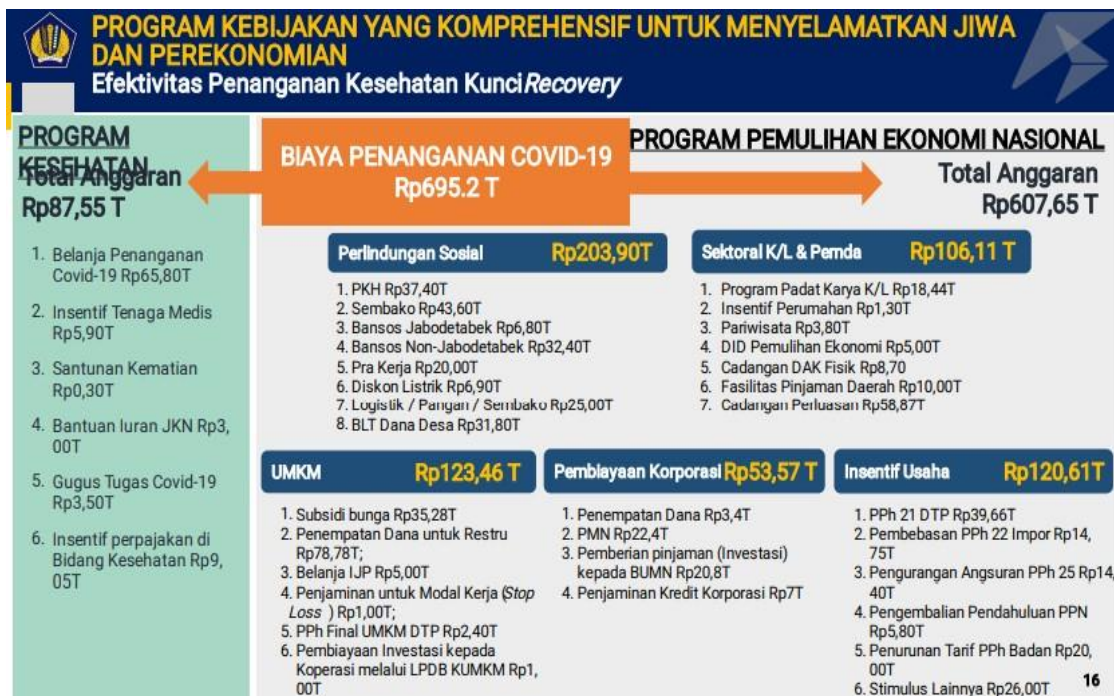 PROGRAM KEBIJAKAN YANG KOMPREHENSIF UNTUK MENYELAMATKAN JIWA
DAN PEREKONOMIAN
Efektivitas Penanganan Kesehatan Kunci Recovery
PROGRAM
KESEHATAN
Total Anggaran
Rp87,55 T
1. Belanja Penanganan
Covid-19 Rp65,80T
2. Insentif Tenaga Medis
Rp5,90T
3. Santunan Kematian
Rp0,30T
4. Bantuan Iuran JKN Rp3,
00T
5. Gugus Tugas Covid-19
Rp3,50T
6. Insentif perpajakan di
Bidang Kesehatan Rp9,
05T
BIAYA PENANGANAN COVID-19
Rp695.2 T
PROGRAM PEMULIHAN EKONOMI NASIONAL
Total Anggaran
Rp607,65 T
Perlindungan Sosial Rp203,90T
1. PKH Rp37,40T
2. Sembako Rp43,60T
3. Bansos Jabodetabek Rp6,80T
4. Bansos Non-Jabodetabek Rp32,40T
5. Pra Kerja Rp20,00T
6. Diskon Listrik Rp6,90T
7. Logistik / Pangan / Sembako Rp25,00T
8. BLT Dana Desa Rp31,80T
Sektoral K/L & Pemda Rp106,11 T
1. Program Padat Karya K/L Rp18,44T
2. Insentif Perumahan Rp1,30T
3. Pariwisata Rp3,80T
4. DID Pemulihan Ekonomi Rp5,00T
5. Cadangan DAK Fisik Rp8,70
6. Fasilitas Pinjaman Daerah Rp10,00T
7. Cadangan Perluasan Rp58,87T
UMKM Rp123,46 T
1. Subsidi bunga Rp35,28T
2. Penempatan Dana untuk Restru
Rp78,78T;
3. Belanja IJP Rp5,00T
4. Penjaminan untuk Modal Kerja (Stop
Loss ) Rp1,00T;
5. PPh Final UMKM DTP Rp2,40T
6. Pembiayaan Investasi kepada
Koperasi melalui LPDB KUMKM Rp1,
00T
Pembiayaan Korporasi Rp53,57 T
1. Penempatan Dana Rp3,4T
2. PMN Rp22,4T
3. Pemberian pinjaman (Investasi)
kepada BUMN Rp20,8T
4. Penjaminan Kredit Korporasi Rp7T
Insentif Usaha Rp120,61T
1. PPh 21 DTP Rp39,66T
2. Pembebasan PPh 22 Impor Rp14,
75T
3. Pengurangan Angsuran PPh 25 Rp14,
40T
4. Pengembalian Pendahuluan PPN
Rp5,80T
5. Penurunan Tarif PPh Badan Rp20,
00T
6. Stimulus Lainnya Rp26,00T
16